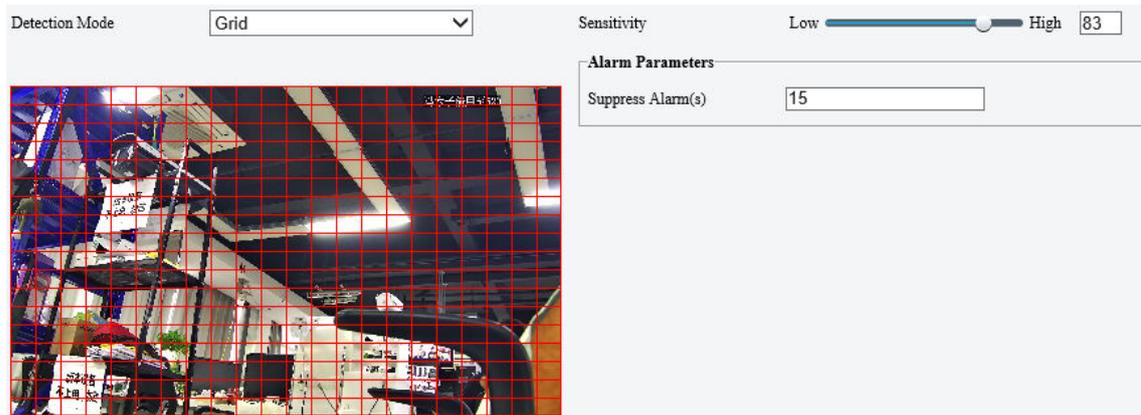 Detection Mode
Grid
Sensitivity
Low
High
83
Alarm Parameters
Suppress Alarm(s)
15